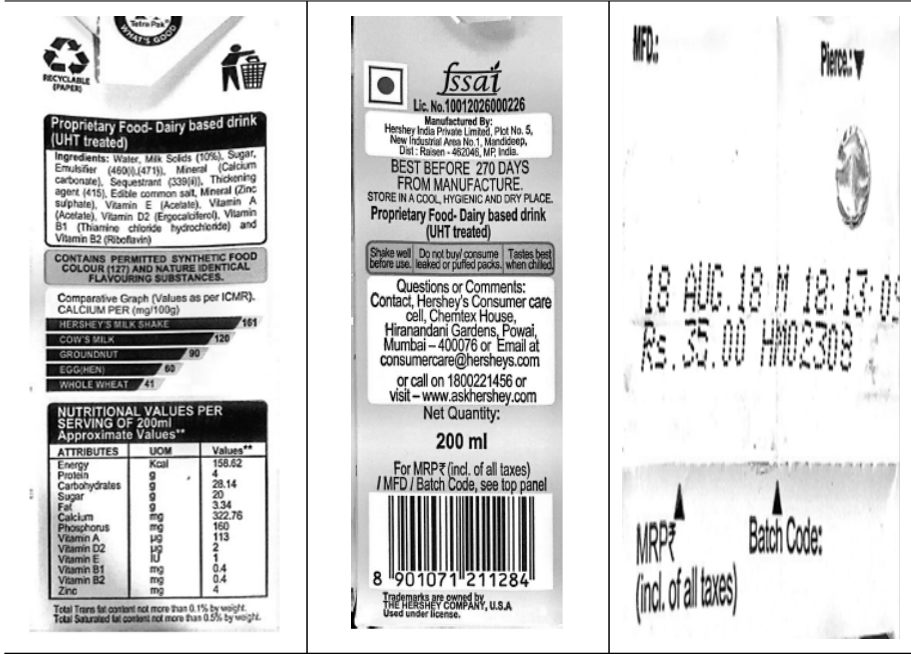 Tetra Pak®
WHAT'S GOOD
RECYCLABLE
(PAPER)
Proprietary Food- Dairy based drink
(UHT treated)
Ingredients: Water, Milk Solids (10%), Sugar,
Emulsifier (460(i),(471)), Mineral (Calcium
carbonate), Sequestrant (339(ii)), Thickening
agent (415), Edible common salt, Mineral (Zinc
sulphate), Vitamin E (Acetate), Vitamin A
(Acetate), Vitamin D2 (Ergocalciferol), Vitamin
B1 (Thiamine chloride hydrochloride) and
Vitamin B2 (Riboflavin)
CONTAINS PERMITTED SYNTHETIC FOOD
COLOUR (127) AND NATURE IDENTICAL
FLAVOURING SUBSTANCES.
Comparative Graph (Values as per ICMR).
CALCIUM PER (mg/100g)
HERSHEY'S MILK SHAKE 161
COW'S MILK 120
GROUNDNUT 90
EGG(HEN) 60
WHOLE WHEAT 41
NUTRITIONAL VALUES PER
SERVING OF 200ml
Approximate Values**
ATTRIBUTES UOM Values**
Energy Kcal 158.62
Protein g 4
Carbohydrates g 28.14
Sugar g 20
Fat g 3.34
Calcium mg 322.76
Phosphorus mg 160
Vitamin A µg 113
Vitamin D2 µg 2
Vitamin E IU 1
Vitamin B1 mg 0.4
Vitamin B2 mg 0.4
Zinc mg 4
Total Trans fat content not more than 0.1% by weight.
Total Saturated fat content not more than 0.5% by weight.
fssai
Lic. No.10012026000226
Manufactured By:
Hershey India Private Limited, Plot No. 5,
New Industrial Area No.1, Mandideep,
Dist : Raisen - 462046, MP, India.
BEST BEFORE 270 DAYS
FROM MANUFACTURE.
STORE IN A COOL, HYGIENIC AND DRY PLACE.
Proprietary Food- Dairy based drink
(UHT treated)
Shake well before use.
Do not buy/ consume leaked or puffed packs.
Tastes best when chilled.
Questions or Comments:
Contact, Hershey's Consumer care
cell, Chemtex House,
Hiranandani Gardens, Powai,
Mumbai – 400076 or Email at
consumercare@hersheys.com
or call on 1800221456 or
visit – www.askhershey.com
Net Quantity:
200 ml
For MRP₹ (incl. of all taxes)
/ MFD / Batch Code, see top panel
8 901071 211284
Trademarks are owned by
THE HERSHEY COMPANY, U.S.A
Used under license.
MFD.:
Pierce.:
18 AUG 18 M 18:13:09
Rs.35.00 HM02308
MRP₹
(incl. of all taxes)
Batch Code: